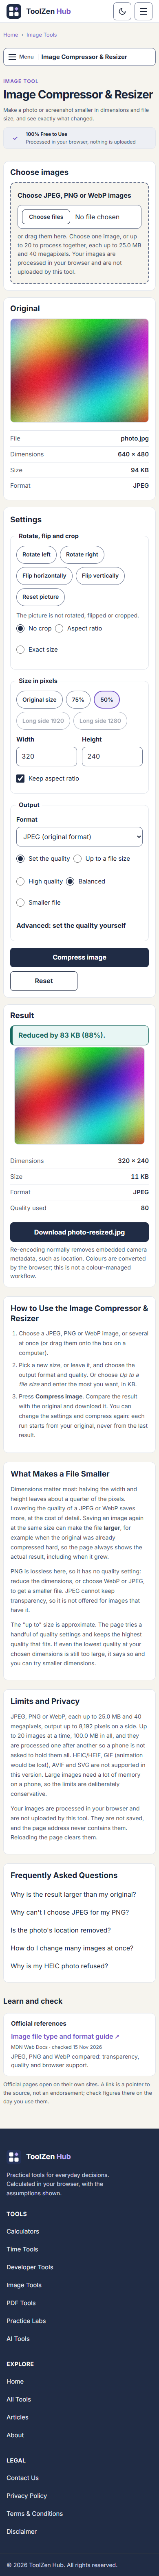 ToolZen Hub
Home › Image Tools
Menu | Image Compressor & Resizer
IMAGE TOOL
Image Compressor & Resizer
Make a photo or screenshot smaller in dimensions and file
size, and see exactly what changed.
100% Free to Use
Processed in your browser, nothing is uploaded
Choose images
Choose JPEG, PNG or WebP images
Choose files No file chosen
or drag them here. Choose one image, or up
to 20 to process together, each up to 25.0 MB
and 40 megapixels. Your images are
processed in your browser and are not
uploaded by this tool.
Original
File photo.jpg
Dimensions 640 × 480
Size 94 KB
Format JPEG
Settings
Rotate, flip and crop
Rotate left Rotate right
Flip horizontally Flip vertically
Reset picture
The picture is not rotated, flipped or cropped.
No crop Aspect ratio
Exact size
Size in pixels
Original size 75% 50%
Long side 1920 Long side 1280
Width Height
320 240
Keep aspect ratio
Output
Format
JPEG (original format)
Set the quality Up to a file size
High quality Balanced
Smaller file
Advanced: set the quality yourself
Compress image
Reset
Result
Reduced by 83 KB (88%).
Dimensions 320 × 240
Size 11 KB
Format JPEG
Quality used 80
Download photo-resized.jpg
Re-encoding normally removes embedded camera
metadata, such as location. Colours are converted
by the browser; this is not a colour-managed
workflow.
How to Use the Image Compressor &
Resizer
1. Choose a JPEG, PNG or WebP image, or several
at once (or drag them onto the box on a
computer).
2. Pick a new size, or leave it, and choose the
output format and quality. Or choose Up to a
file size and enter the most you want, in KB.
3. Press Compress image. Compare the result
with the original and download it. You can
change the settings and compress again: each
run starts from your original, never from the last
result.
What Makes a File Smaller
Dimensions matter most: halving the width and
height leaves about a quarter of the pixels.
Lowering the quality of a JPEG or WebP saves
more, at the cost of detail. Saving an image again
at the same size can make the file larger, for
example when the original was already
compressed hard, so the page always shows the
actual result, including when it grew.
PNG is lossless here, so it has no quality setting:
reduce the dimensions, or choose WebP or JPEG,
to get a smaller file. JPEG cannot keep
transparency, so it is not offered for images that
have it.
The "up to" size is approximate. The page tries a
handful of quality settings and keeps the highest
quality that fits. If even the lowest at your chosen
dimensions is still too large, it says so and
you can try smaller dimensions.
Limits and Privacy
JPEG, PNG or WebP, each up to 25.0 MB and 40
megapixels, output up to 8,192 pixels on a side. Up
to 20 images at a time, 100.0 MB in all, and they
are processed one after another so a phone is not
asked to hold them all. HEIC/HEIF, GIF (animation
would be lost), AVIF and SVG are not supported in
this version. Large images need a lot of memory
on a phone, so the limits are deliberately
conservative.
Your images are processed in your browser and
are not uploaded by this tool. They are not saved,
and the page address never contains them.
Reloading the page clears them.
Frequently Asked Questions
Why is the result larger than my original?
Why can't I choose JPEG for my PNG?
Is the photo's location removed?
How do I change many images at once?
Why is my HEIC photo refused?
Learn and check
Official references
Image file type and format guide ↗
MDN Web Docs · checked 15 Nov 2026
JPEG, PNG and WebP compared: transparency,
quality and browser support.
Official pages open on their own sites. A link is a pointer to
the source, not an endorsement; check figures there on the
day you use them.
ToolZen Hub
Practical tools for everyday decisions.
Calculated in your browser, with the
assumptions shown.
TOOLS
Calculators
Time Tools
Developer Tools
Image Tools
PDF Tools
Practice Labs
AI Tools
EXPLORE
Home
All Tools
Articles
About
LEGAL
Contact Us
Privacy Policy
Terms & Conditions
Disclaimer
© 2026 ToolZen Hub. All rights reserved.